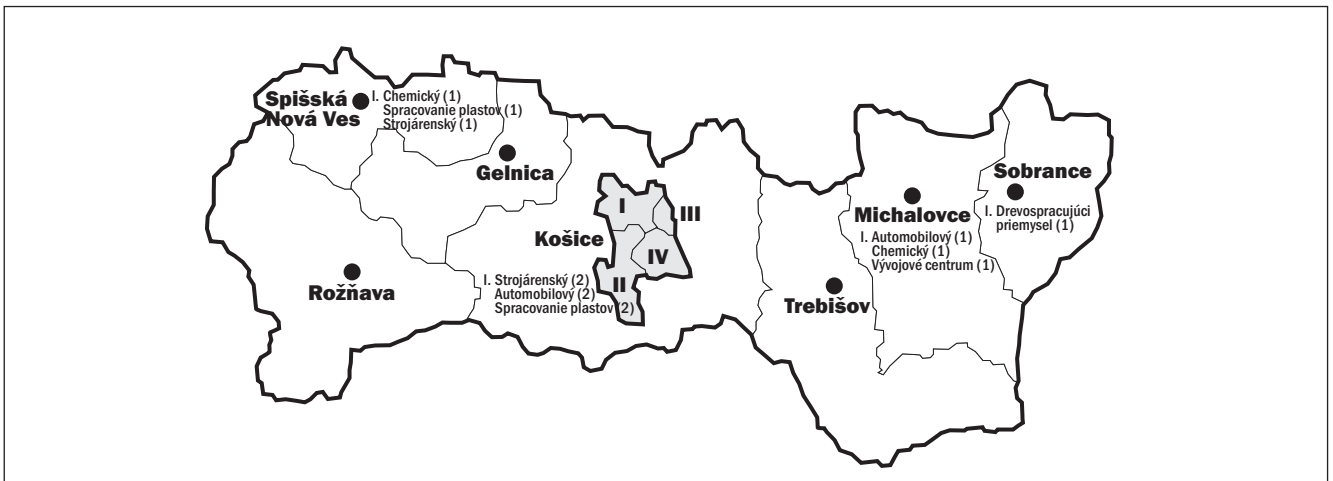 Spišská
Nová Ves
I. Chemický (1)
Spracovanie plastov (1)
Strojárenský (1)
Gelnica
Rožňava
Košice
I
III
IV
II
I. Strojárenský (2)
Automobilový (2)
Spracovanie plastov (2)
Trebišov
Michalovce
I. Automobilový (1)
Chemický (1)
Vývojové centrum (1)
Sobrance
I. Drevospracujúci
priemysel (1)